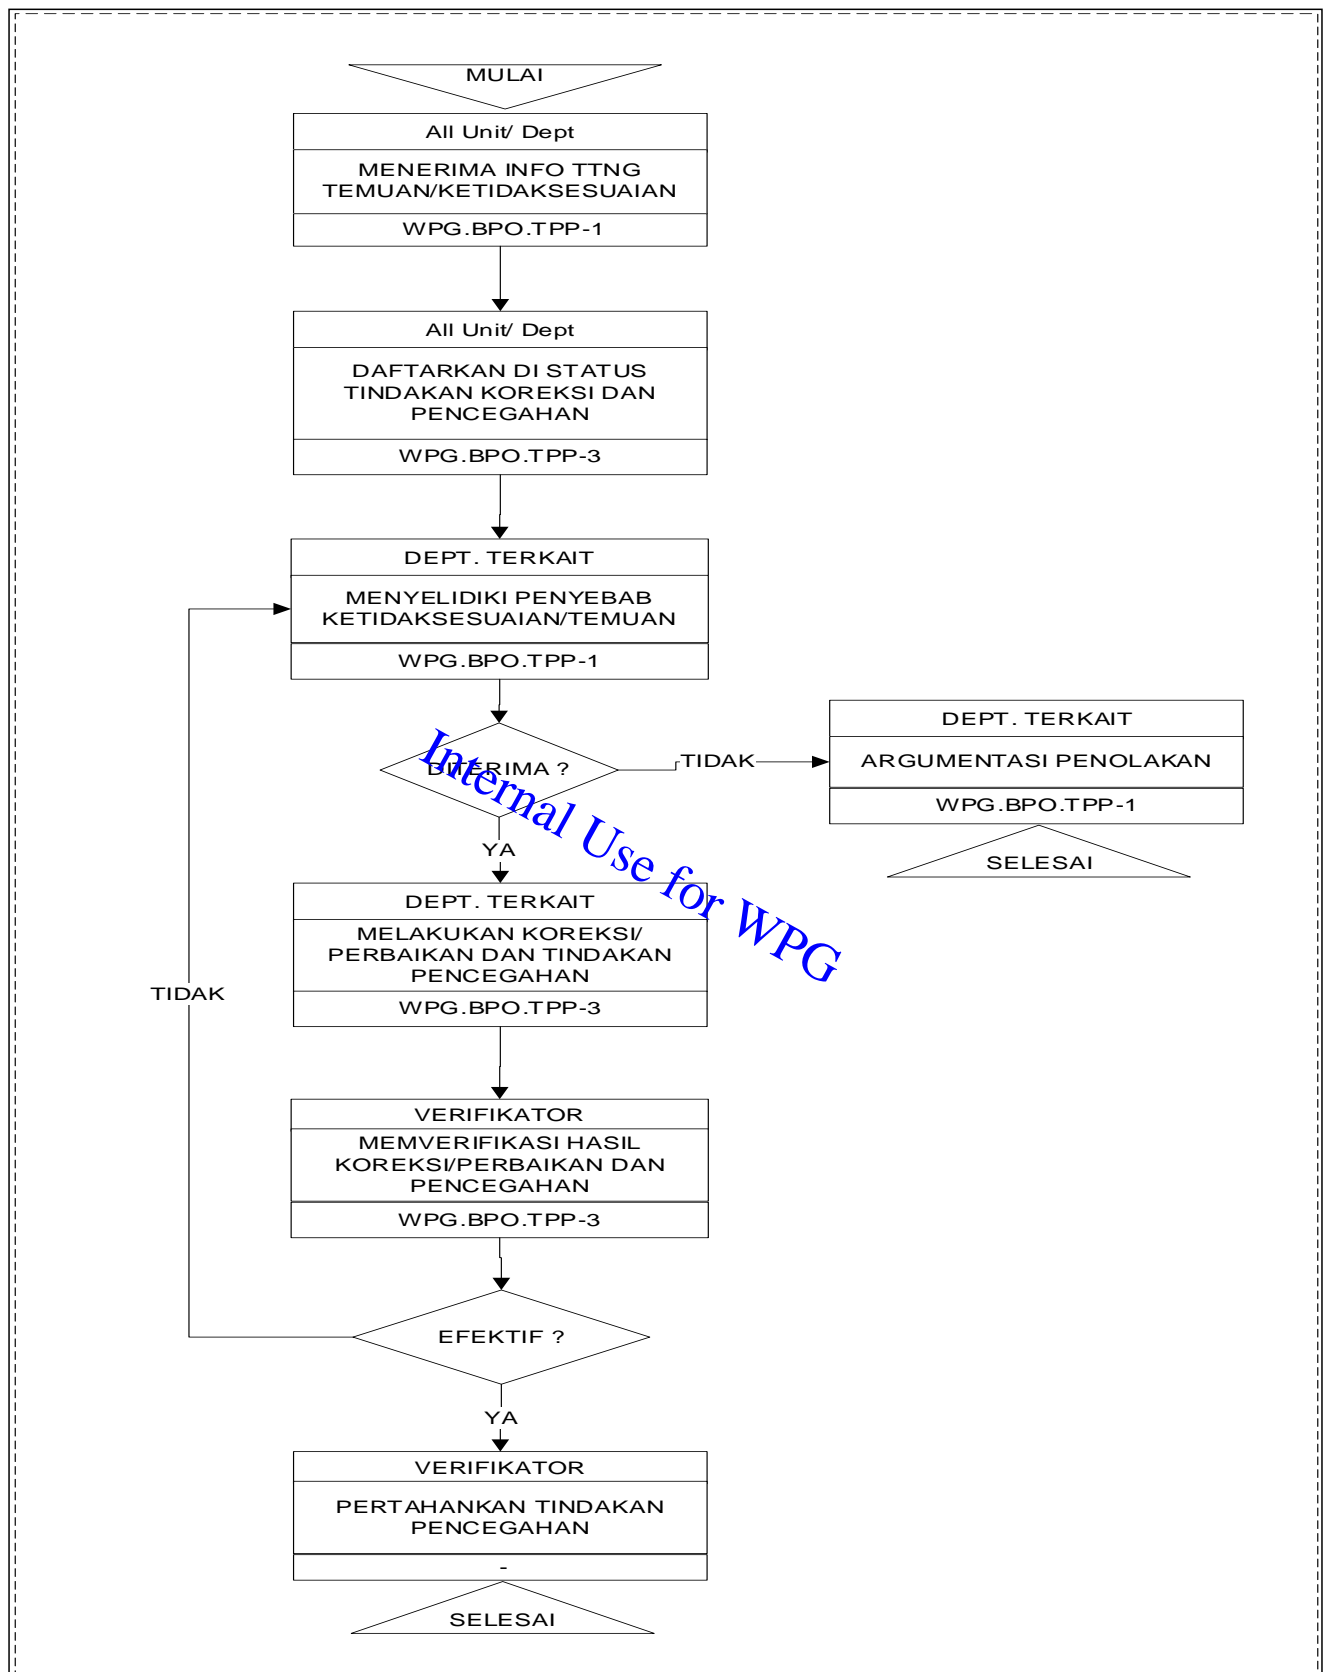 MULAI
All Unit/ Dept
MENERIMA INFO TTNG
TEMUAN/KETIDAKSESUAIAN
WPG.BPO.TPP-1
All Unit/ Dept
DAFTARKAN DI STATUS
TINDAKAN KOREKSI DAN
PENCEGAHAN
WPG.BPO.TPP-3
DEPT. TERKAIT
MENYELIDIKI PENYEBAB
KETIDAKSESUAIAN/TEMUAN
WPG.BPO.TPP-1
DITERIMA ?
TIDAK
DEPT. TERKAIT
ARGUMENTASI PENOLAKAN
WPG.BPO.TPP-1
SELESAI
Internal Use for WPG
YA
DEPT. TERKAIT
MELAKUKAN KOREKSI/
PERBAIKAN DAN TINDAKAN
PENCEGAHAN
WPG.BPO.TPP-3
TIDAK
VERIFIKATOR
MEMVERIFIKASI HASIL
KOREKSI/PERBAIKAN DAN
PENCEGAHAN
WPG.BPO.TPP-3
EFEKTIF ?
YA
VERIFIKATOR
PERTAHANKAN TINDAKAN
PENCEGAHAN
-
SELESAI